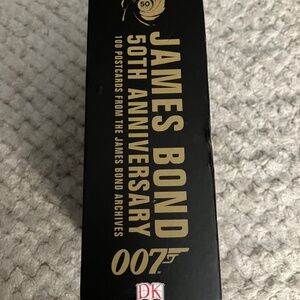 50
JAMES BOND
50TH ANNIVERSARY
100 POSTCARDS FROM THE JAMES BOND ARCHIVES
007
DK